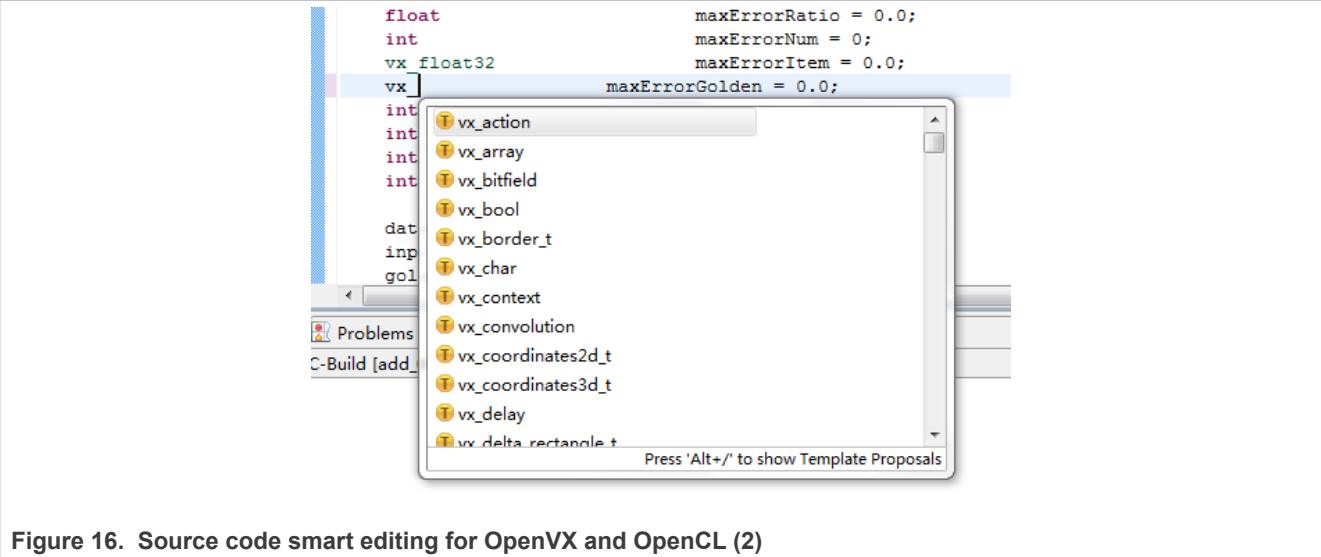 float maxErrorRatio = 0.0;
int maxErrorNum = 0;
vx_float32 maxErrorItem = 0.0;
vx_ maxErrorGolden = 0.0;
int
int
int
int
dat
inp
gol
T vx_action
T vx_array
T vx_bitfield
T vx_bool
T vx_border_t
T vx_char
T vx_context
T vx_convolution
T vx_coordinates2d_t
T vx_coordinates3d_t
T vx_delay
T vx_delta_rectangle_t
Press 'Alt+/' to show Template Proposals
Problems
C-Build [add_
Figure 16. Source code smart editing for OpenVX and OpenCL (2)